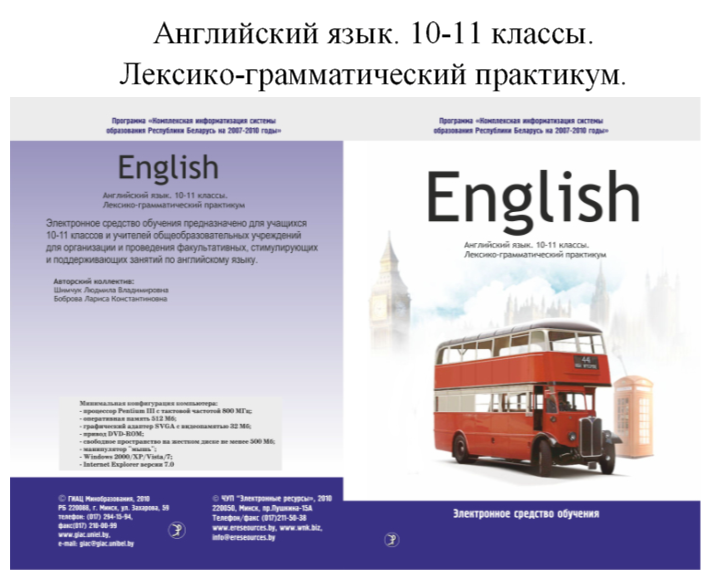 Английский язык. 10-11 классы.
Лексико-грамматический практикум.
Программа «Комплексная информатизация системы
образования Республики Беларусь на 2007-2010 годы»
English
Английский язык. 10-11 классы.
Лексико-грамматический практикум
Электронное средство обучения предназначено для учащихся
10-11 классов и учителей общеобразовательных учреждений
для организации и проведения факультативных, стимулирующих
и поддерживающих занятий по английскому языку.
Авторский коллектив:
Шимчук Людмила Владимировна
Боброва Лариса Константиновна
Минимальная конфигурация компьютера:
- процессор Pentium III с тактовой частотой 800 МГц;
- оперативная память 512 Мб;
- графический адаптер SVGA с видеопамятью 32 Мб;
- привод DVD-ROM;
- свободное пространство на жестком диске не менее 500 Мб;
- манипулятор "мышь";
- Windows 2000/XP/Vista/7;
- Internet Explorer версии 7.0
© ГИАЦ Минобразования, 2010
РБ 220088, г. Минск, ул. Захарова, 59
телефон: (017) 294-15-94,
факс(017) 210-00-99
www.giac.uniel.by,
e-mail: giac@giac.unibel.by
© ЧУП "Электронные ресурсы", 2010
220050, Минск, пр.Пушкина-15А
Телефон/факс (017)211-50-38
www.eresources.by, www.wnk.biz,
info@eresources.by
Программа «Комплексная информатизация системы
образования Республики Беларусь на 2007-2010 годы»
English
Английский язык. 10-11 классы.
Лексико-грамматический практикум
44
Электронное средство обучения